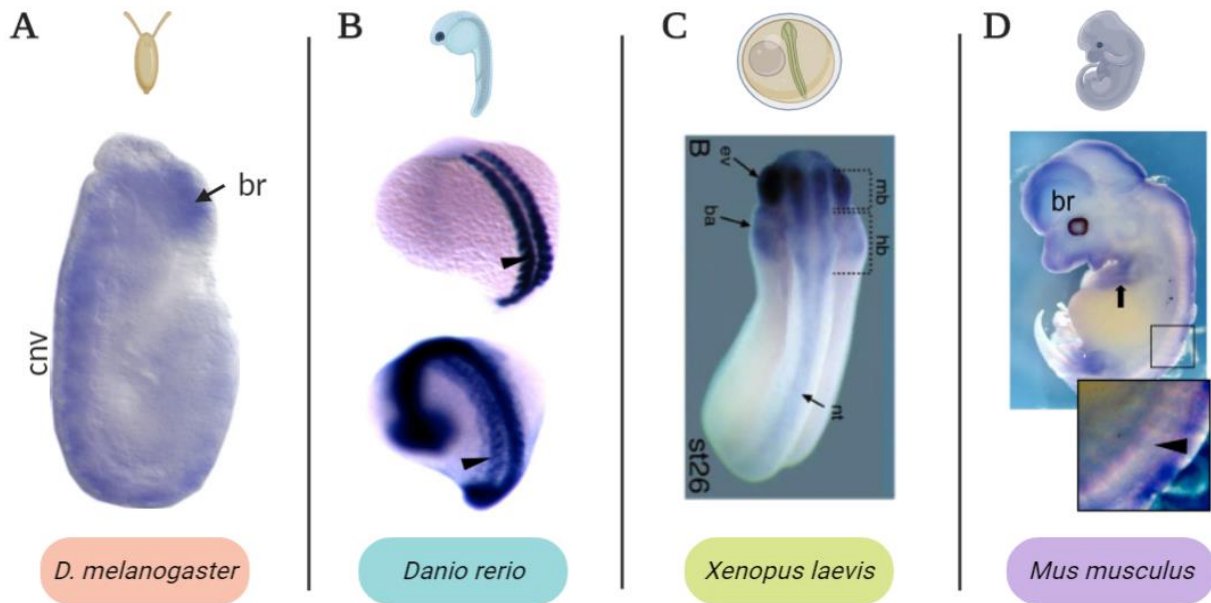 A
B
C
D
br
cnv
B
ev
ba
mb
hb
nt
st26
br
D. melanogaster
Danio rerio
Xenopus laevis
Mus musculus